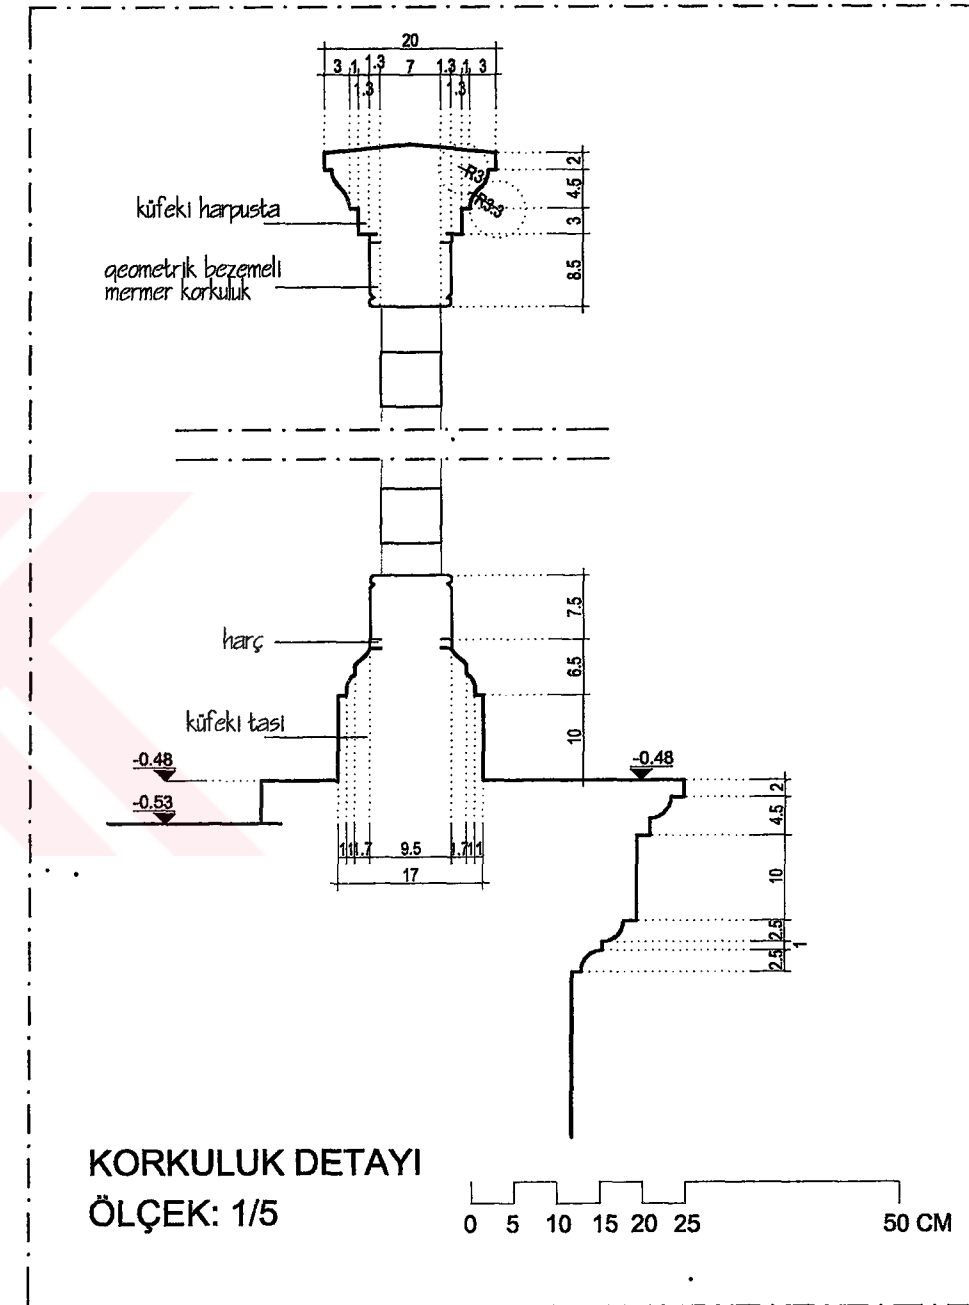 20
3 1 1.3 7 1.3 1 3
1.3 1.3
R3
R3.3
2
4.5
3
8.5
küfeki harpusta
geometrik bezemeli
mermer korkuluk
7.5
6.5
10
harç
küfeki tasi
-0.48
-0.53
-0.48
1 1 1.7 9.5 1.7 1 1
17
2
4.5
10
2.5
1
2.5
KORKULUK DETAYI
ÖLÇEK: 1/5
0 5 10 15 20 25 50 CM